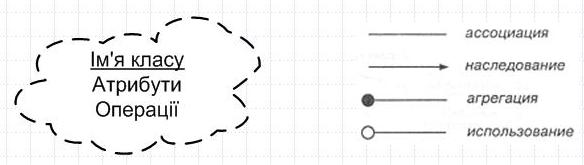 Ім'я класу
Атрибути
Операції
ассоциация
наследование
агрегация
использование